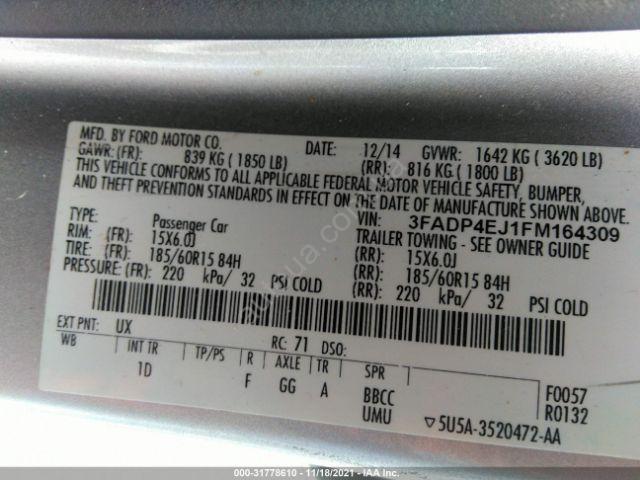 MFD. BY FORD MOTOR CO.
DATE: 12/14 GVWR: 1642 KG ( 3620 LB)
GAWR: (FR): 839 KG ( 1850 LB) (RR): 816 KG ( 1800 LB)
THIS VEHICLE CONFORMS TO ALL APPLICABLE FEDERAL MOTOR VEHICLE SAFETY, BUMPER,
AND THEFT PREVENTION STANDARDS IN EFFECT ON THE DATE OF MANUFACTURE SHOWN ABOVE.
VIN: 3FADP4EJ1FM164309
TYPE: Passenger Car TRAILER TOWING - SEE OWNER GUIDE
RIM: (FR): 15X6.0J (RR): 15X6.0J
TIRE: (FR): 185/60R15 84H (RR): 185/60R15 84H
PRESSURE: (FR): 220 kPa/ 32 PSI COLD (RR): 220 kPa/ 32 PSI COLD
EXT PNT: UX RC: 71 DSO:
WB INT TR TP/PS R AXLE TR SPR
1D F GG A BBCC F0057
UMU R0132
▽5U5A-3520472-AA
000-31778610 - 11/18/2021 - IAA Inc.